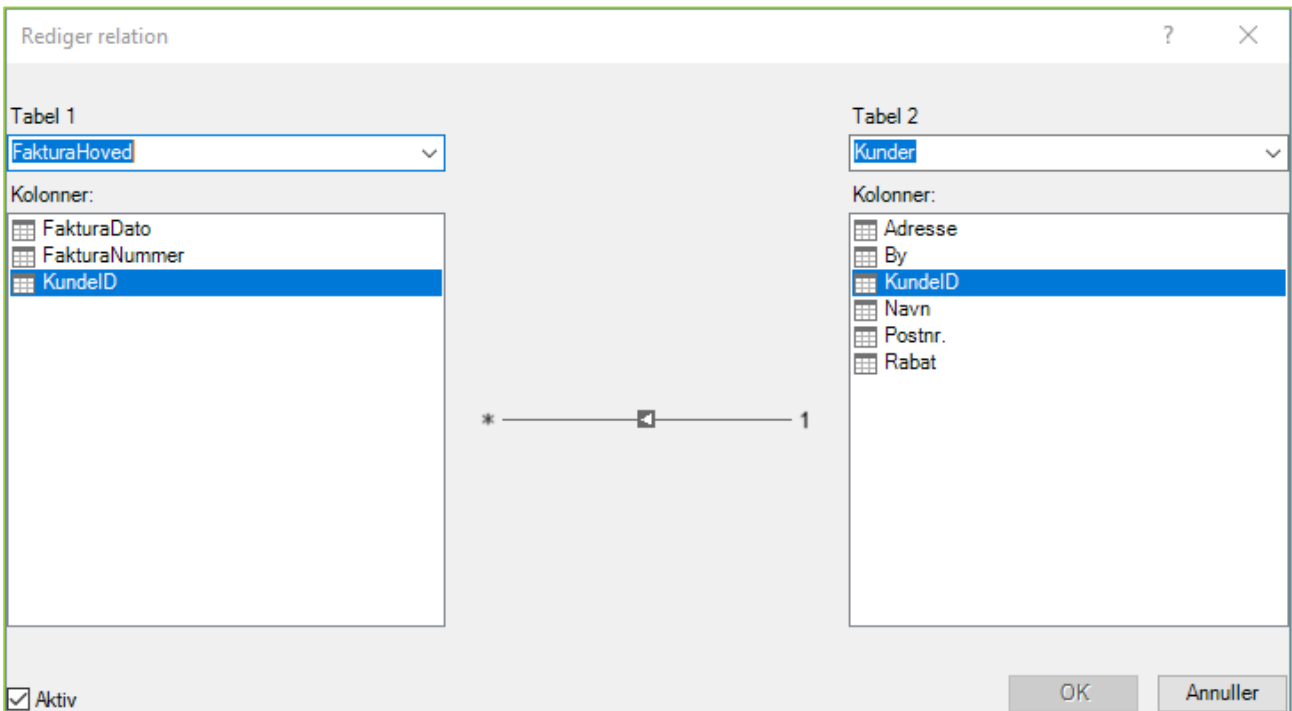 Rediger relation ?
Tabel 1
FakturaHoved
Kolonner:
FakturaDato
FakturaNummer
KundeID
* 1
Tabel 2
Kunder
Kolonner:
Adresse
By
KundeID
Navn
Postnr.
Rabat
Aktiv
OK
Annuller